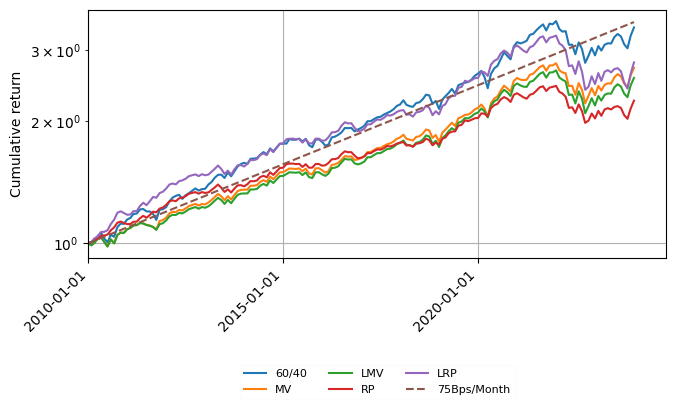 Cumulative return
3 × 10⁰
2 × 10⁰
10⁰
2010-01-01
2015-01-01
2020-01-01
60/40
LMV
LRP
MV
RP
75Bps/Month